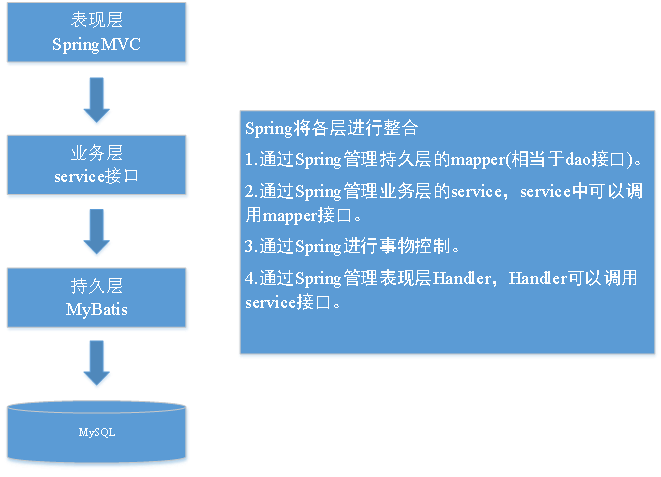 表现层
SpringMVC
业务层
service接口
持久层
MyBatis
MySQL
Spring将各层进行整合
1.通过Spring管理持久层的mapper(相当于dao接口)。
2.通过Spring管理业务层的service，service中可以调
用mapper接口。
3.通过Spring进行事物控制。
4.通过Spring管理表现层Handler，Handler可以调用
service接口。